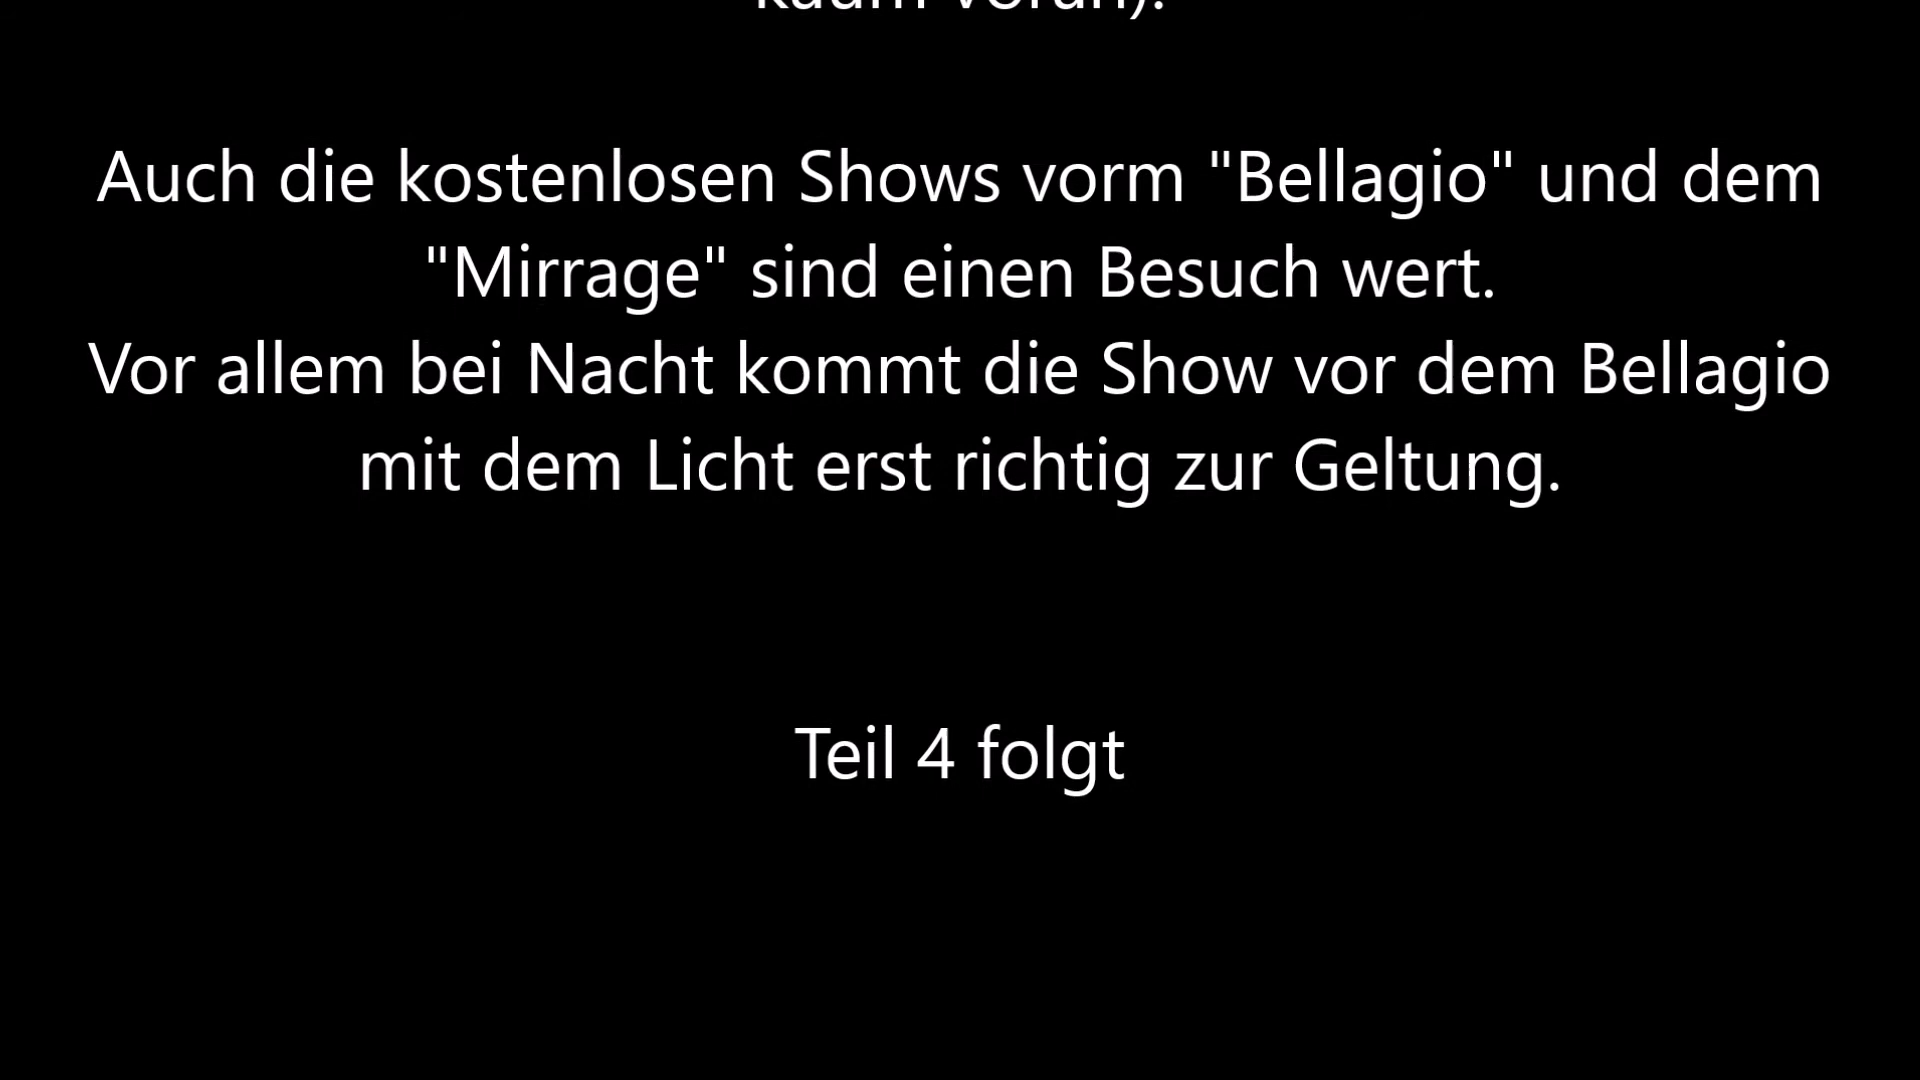 kaum voran).
Auch die kostenlosen Shows vorm "Bellagio" und dem
"Mirrage" sind einen Besuch wert.
Vor allem bei Nacht kommt die Show vor dem Bellagio
mit dem Licht erst richtig zur Geltung.
Teil 4 folgt